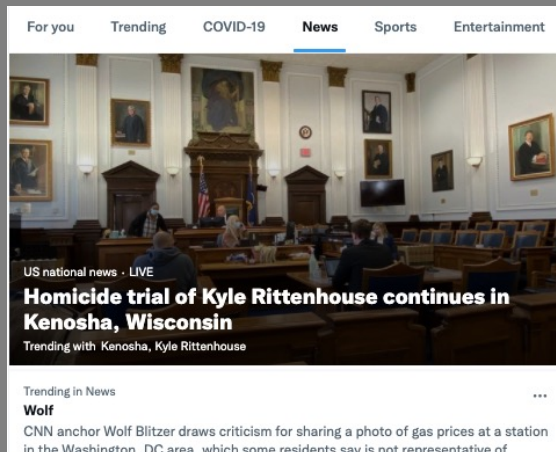 For you Trending COVID-19 News Sports Entertainment
US national news · LIVE
Homicide trial of Kyle Rittenhouse continues in
Kenosha, Wisconsin
Trending with Kenosha, Kyle Rittenhouse
Trending in News
Wolf
CNN anchor Wolf Blitzer draws criticism for sharing a photo of gas prices at a station
in the Washington, DC area, which some residents say is not representative of